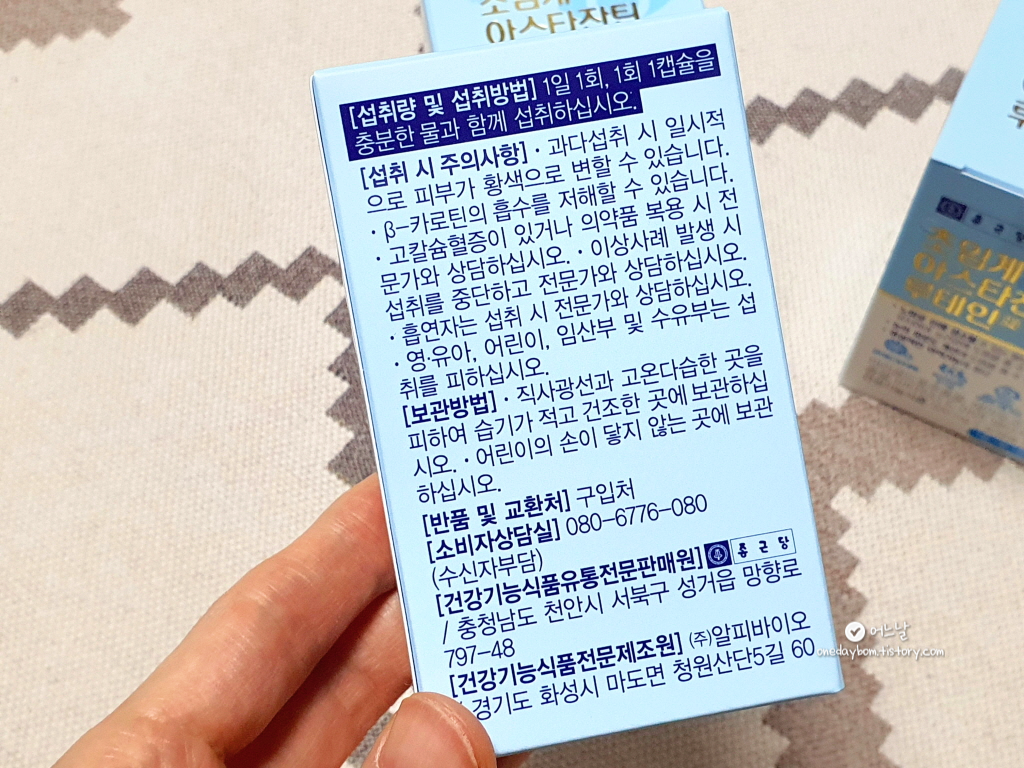 아스타잔틴
[섭취량 및 섭취방법] 1일 1회, 1회 1캡슐을
충분한 물과 함께 섭취하십시오.
[섭취 시 주의사항] · 과다섭취 시 일시적
으로 피부가 황색으로 변할 수 있습니다.
· β-카로틴의 흡수를 저해할 수 있습니다.
· 고칼슘혈증이 있거나 의약품 복용 시 전
문가와 상담하십시오. · 이상사례 발생 시
섭취를 중단하고 전문가와 상담하십시오.
· 흡연자는 섭취 시 전문가와 상담하십시오.
· 영·유아, 어린이, 임산부 및 수유부는 섭
취를 피하십시오.
[보관방법] · 직사광선과 고온다습한 곳을
피하여 습기가 적고 건조한 곳에 보관하십
시오. · 어린이의 손이 닿지 않는 곳에 보관
하십시오.
[반품 및 교환처] 구입처
[소비자상담실] 080-6776-080
(수신자부담)
[건강기능식품유통전문판매원] 종근당
/ 충청남도 천안시 서북구 성거읍 망향로
797-48
[건강기능식품전문제조원] (주)알피바이오
경기도 화성시 마도면 청원산단5길 60
종근당
아스타
루테인
어느날
onedaybom.tistory.com